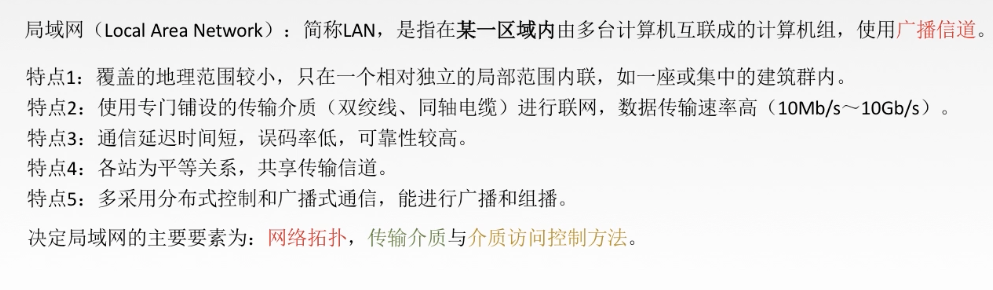 局域网（Local Area Network）：简称LAN，是指在某一区域内由多台计算机互联成的计算机组，使用广播信道。
特点1：覆盖的地理范围较小，只在一个相对独立的局部范围内联，如一座或集中的建筑群内。
特点2：使用专门铺设的传输介质（双绞线、同轴电缆）进行联网，数据传输速率高（10Mb/s～10Gb/s）。
特点3：通信延迟时间短，误码率低，可靠性较高。
特点4：各站为平等关系，共享传输信道。
特点5：多采用分布式控制和广播式通信，能进行广播和组播。
决定局域网的主要要素为：网络拓扑，传输介质与介质访问控制方法。